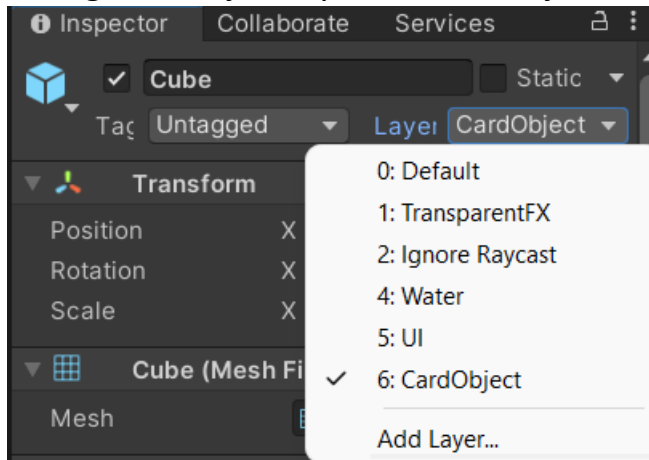 Inspector Collaborate Services
Cube Static
Tag Untagged Layer CardObject
Transform
0: Default
1: TransparentFX
Position X
2: Ignore Raycast
Rotation X
4: Water
Scale X
5: UI
Cube (Mesh Fi
6: CardObject
Mesh
Add Layer...